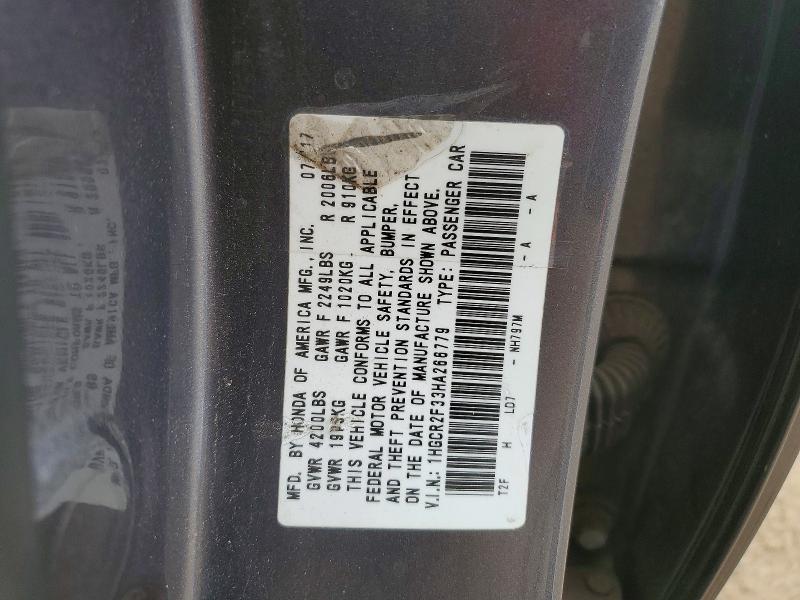 MFD. BY HONDA OF AMERICA MFG., INC. 07/17
GVWR 4200LBS GAWR F 2249LBS R 2006LBS
GVWR 1905KG GAWR F 1020KG R 910KG
THIS VEHICLE CONFORMS TO ALL APPLICABLE
FEDERAL MOTOR VEHICLE SAFETY, BUMPER,
AND THEFT PREVENTION STANDARDS IN EFFECT
ON THE DATE OF MANUFACTURE SHOWN ABOVE.
V.I.N.: 1HGCR2F33HA268779 TYPE: PASSENGER CAR
T2F H LD7 - NH797M -A - A